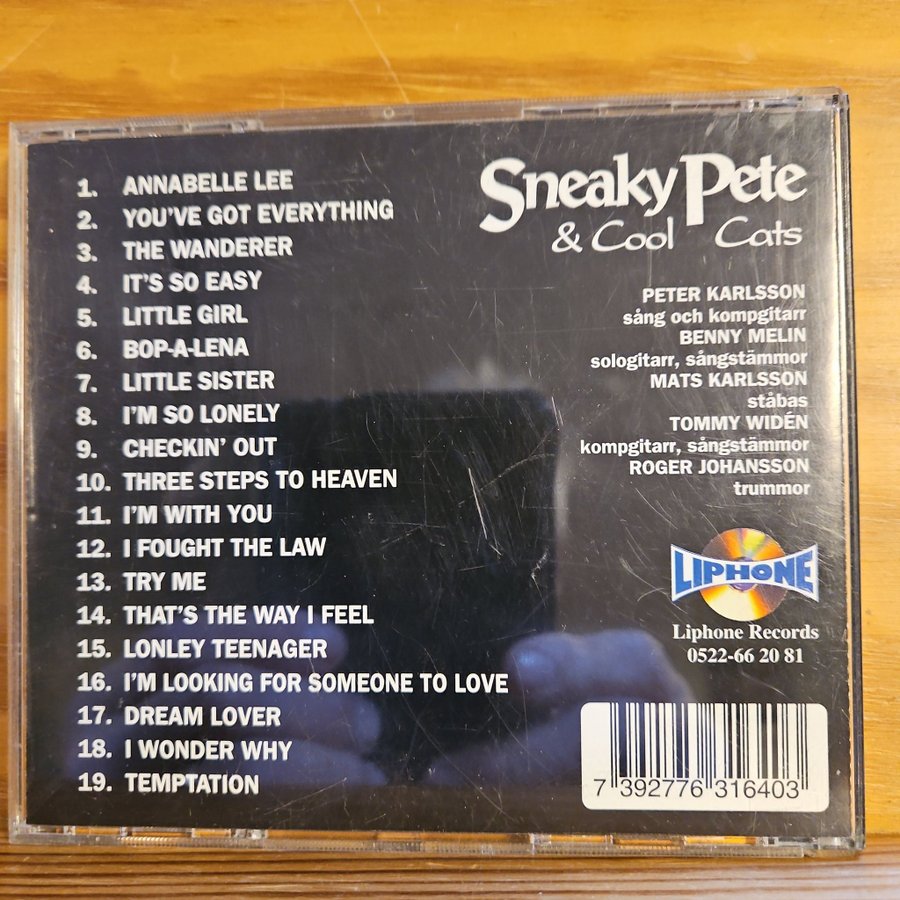 1. ANNABELLE LEE
2. YOU'VE GOT EVERYTHING
3. THE WANDERER
4. IT'S SO EASY
5. LITTLE GIRL
6. BOP-A-LENA
7. LITTLE SISTER
8. I'M SO LONELY
9. CHECKIN' OUT
10. THREE STEPS TO HEAVEN
11. I'M WITH YOU
12. I FOUGHT THE LAW
13. TRY ME
14. THAT'S THE WAY I FEEL
15. LONLEY TEENAGER
16. I'M LOOKING FOR SOMEONE TO LOVE
17. DREAM LOVER
18. I WONDER WHY
19. TEMPTATION
Sneaky Pete
& Cool Cats
PETER KARLSSON
sång och kompgitarr
BENNY MELIN
sologitarr, sångstämmor
MATS KARLSSON
ståbas
TOMMY WIDÉN
kompgitarr, sångstämmor
ROGER JOHANSSON
trummor
LIPHONE
Liphone Records
0522-66 20 81
7 392776 316403